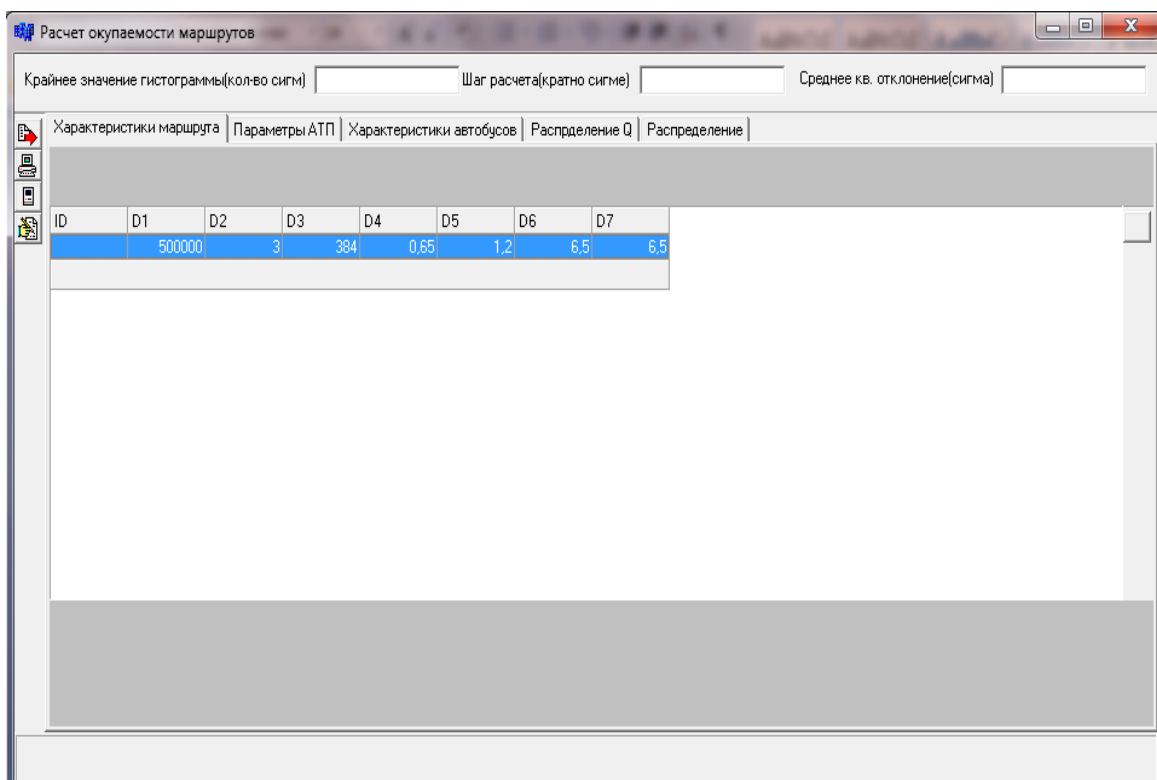 Расчет окупаемости маршрутов
Крайнее значение гистограммы(кол-во сигм) Шаг расчета(кратно сигме) Среднее кв. отклонение(сигма)
Характеристики маршрута Параметры АТП Характеристики автобусов Распрделение Q Распределение
ID D1 D2 D3 D4 D5 D6 D7
500000 3 384 0,65 1,2 6,5 6,5